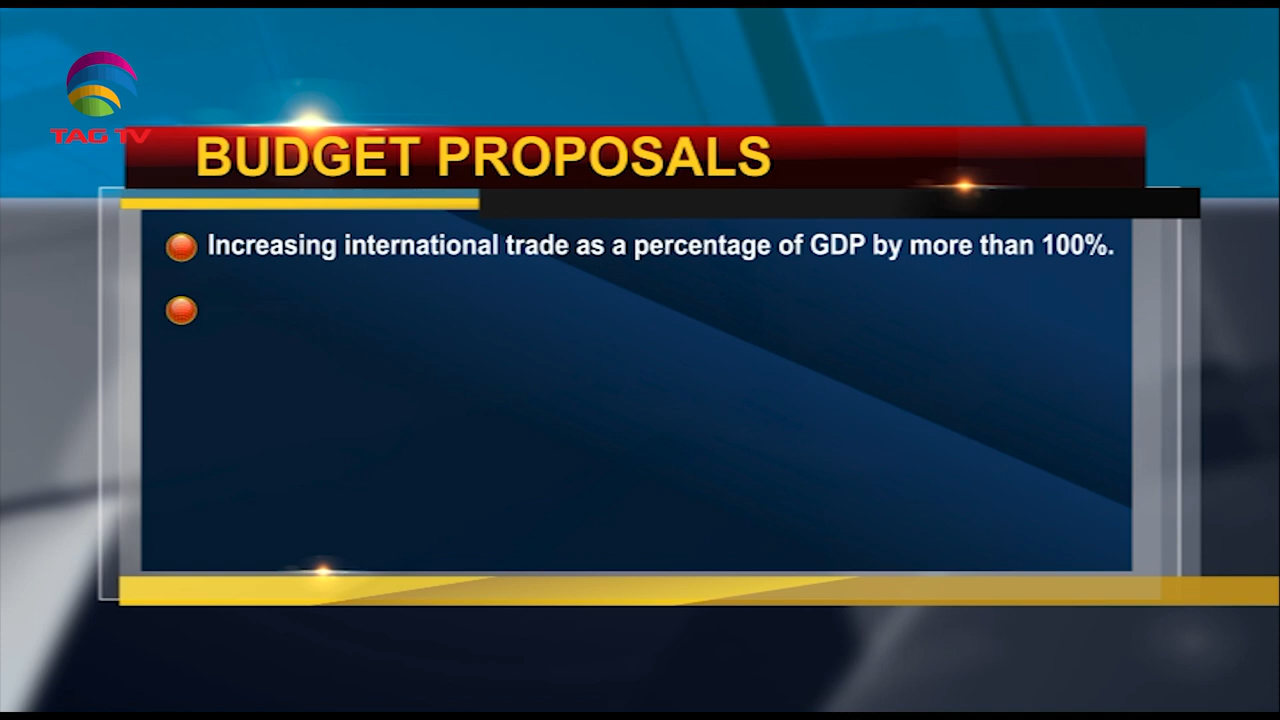 TAG TV
BUDGET PROPOSALS
Increasing international trade as a percentage of GDP by more than 100%.